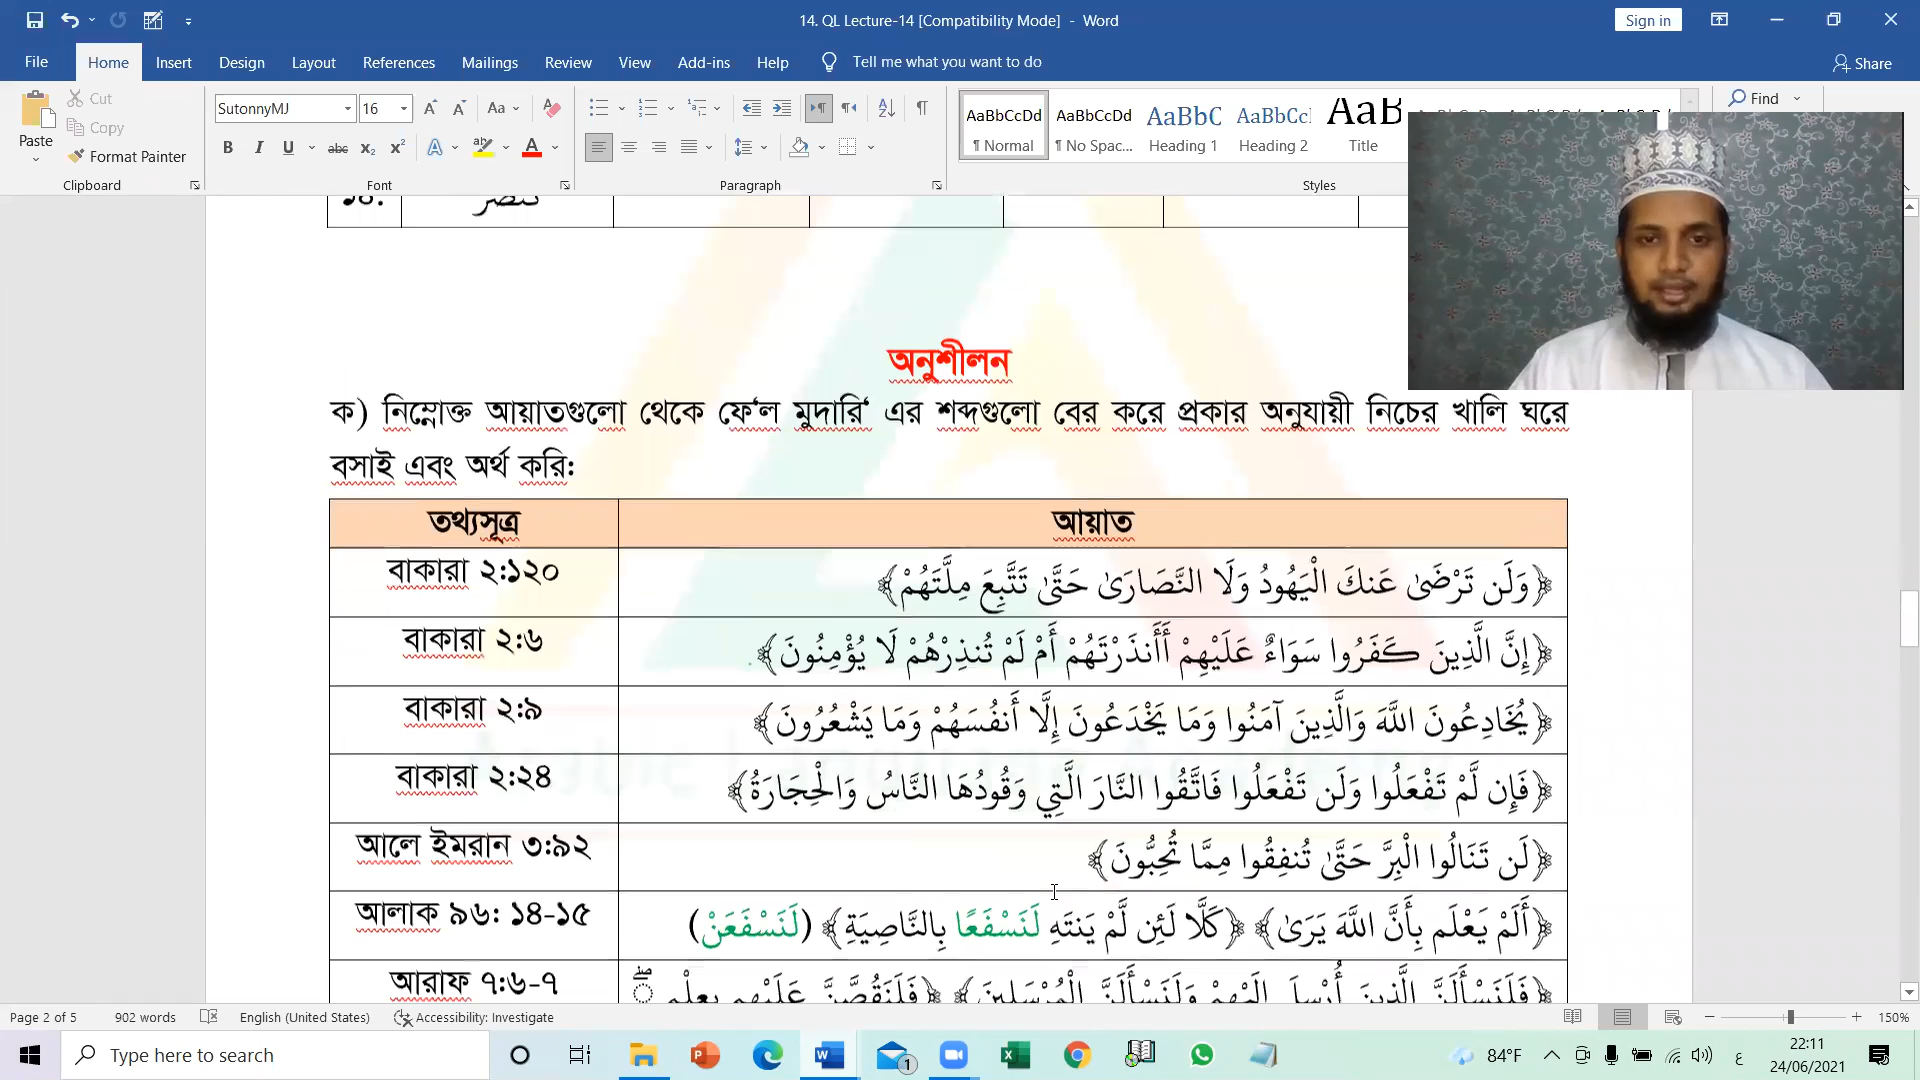 14. QL Lecture-14 [Compatibility Mode] - Word
Sign in
File Home Insert Design Layout References Mailings Review View Add-ins Help Tell me what you want to do Share
Paste
Cut
Copy
Format Painter
Clipboard
SutonnyMJ 16
Font
Paragraph
AaBbCcDd
¶ Normal
AaBbCcDd
¶ No Spac...
AaBbC
Heading 1
AaBbCcl
Heading 2
AaB
Title
Styles
Find
অনুশীলন
ক) নিম্নোক্ত আয়াতগুলো থেকে ফে‘ল মুদারি‘ এর শব্দগুলো বের করে প্রকার অনুযায়ী নিচের খালি ঘরে
বসাই এবং অর্থ করি:
তথ্যসূত্র আয়াত
বাকারা ২:১২০ ﴿وَلَن تَرْضَىٰ عَنكَ الْيَهُودُ وَلَا النَّصَارَىٰ حَتَّىٰ تَتَّبِعَ مِلَّتَهُمْ﴾
বাকারা ২:৬ ﴿إِنَّ الَّذِينَ كَفَرُوا سَوَاءٌ عَلَيْهِمْ أَأَنذَرْتَهُمْ أَمْ لَمْ تُنذِرْهُمْ لَا يُؤْمِنُونَ﴾
বাকারা ২:৯ ﴿يُخَادِعُونَ اللَّهَ وَالَّذِينَ آمَنُوا وَمَا يَخْدَعُونَ إِلَّا أَنفُسَهُمْ وَمَا يَشْعُرُونَ﴾
বাকারা ২:২৪ ﴿فَإِن لَّمْ تَفْعَلُوا وَلَن تَفْعَلُوا فَاتَّقُوا النَّارَ الَّتِي وَقُودُهَا النَّاسُ وَالْحِجَارَةُ﴾
আলে ইমরান ৩:৯২ ﴿لَن تَنَالُوا الْبِرَّ حَتَّىٰ تُنفِقُوا مِمَّا تُحِبُّونَ﴾
আলাক ৯৬: ১৪-১৫ ﴿أَلَمْ يَعْلَم بِأَنَّ اللَّهَ يَرَىٰ﴾ ﴿كَلَّا لَئِن لَّمْ يَنتَهِ لَنَسْفَعًا بِالنَّاصِيَةِ﴾ (لَنَسْفَعَنْ)
আরাফ ৭:৬-৭ ﴿فَلَنَسْأَلَنَّ الَّذِينَ أُرْسِلَ إِلَيْهِمْ وَلَنَسْأَلَنَّ الْمُرْسَلِينَ﴾ ﴿فَلَنَقُصَّنَّ عَلَيْهِم بِعِلْمٍ
Page 2 of 5 902 words English (United States) Accessibility: Investigate 150%
Type here to search
1
84°F
22:11
24/06/2021